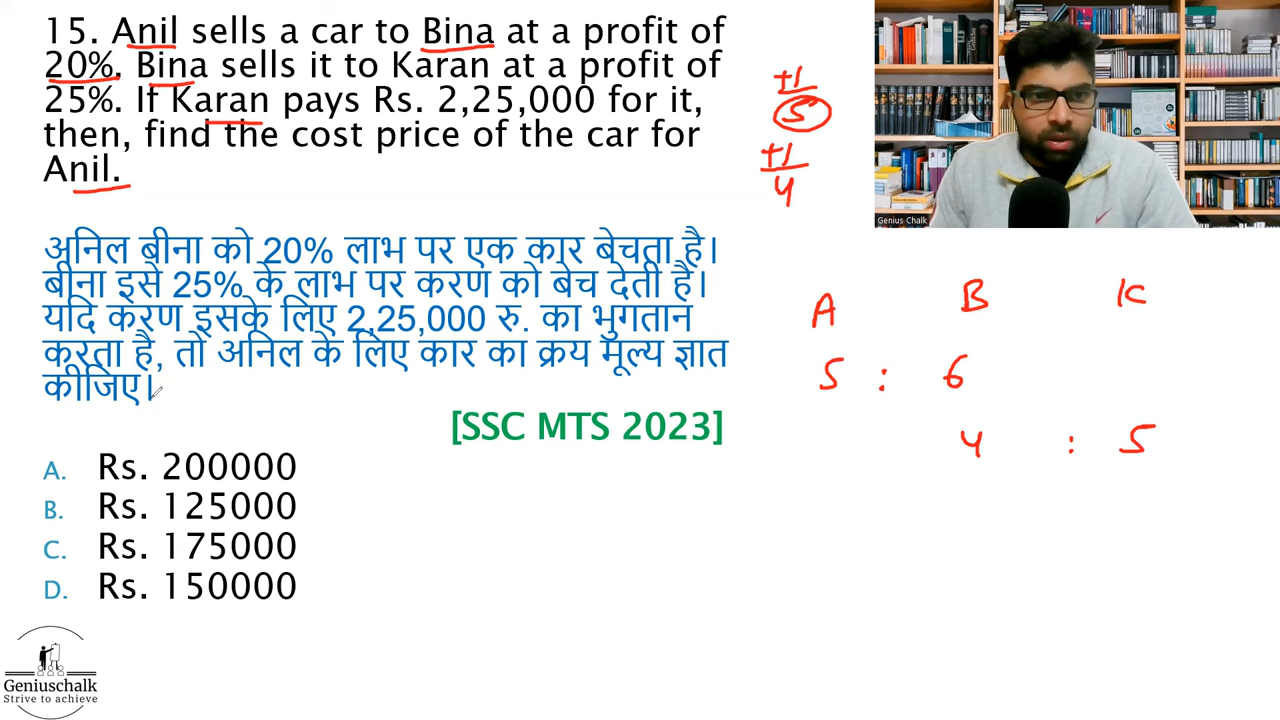 15. Anil sells a car to Bina at a profit of
20%. Bina sells it to Karan at a profit of
25%. If Karan pays Rs. 2,25,000 for it,
then, find the cost price of the car for
Anil.
+1
5
+1
4
Genius Chalk
अनिल बीना को 20% लाभ पर एक कार बेचता है।
बीना इसे 25% के लाभ पर करण को बेच देती है।
यदि करण इसके लिए 2,25,000 रु. का भुगतान
करता है, तो अनिल के लिए कार का क्रय मूल्य ज्ञात
कीजिए।
[SSC MTS 2023]
A B K
5 : 6
4 : 5
A. Rs. 200000
B. Rs. 125000
C. Rs. 175000
D. Rs. 150000
Geniuschalk
Strive to achieve